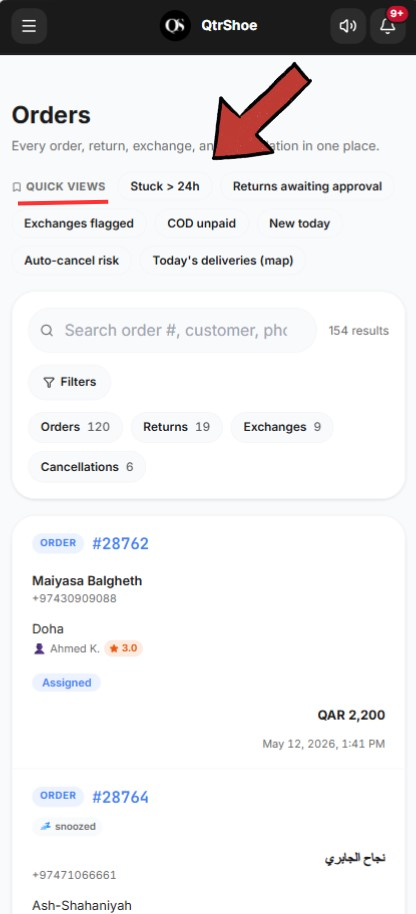 QS QtrShoe 9+
Orders
Every order, return, exchange, an tion in one place.
QUICK VIEWS Stuck > 24h Returns awaiting approval
Exchanges flagged COD unpaid New today
Auto-cancel risk Today's deliveries (map)
Search order #, customer, pho 154 results
Filters
Orders 120 Returns 19 Exchanges 9
Cancellations 6
ORDER #28762
Maiyasa Balgheth
+97430909088
Doha
Ahmed K. ★ 3.0
Assigned
QAR 2,200
May 12, 2026, 1:41 PM
ORDER #28764
snoozed
نجاح الجابري
+97471066661
Ash-Shahaniyah